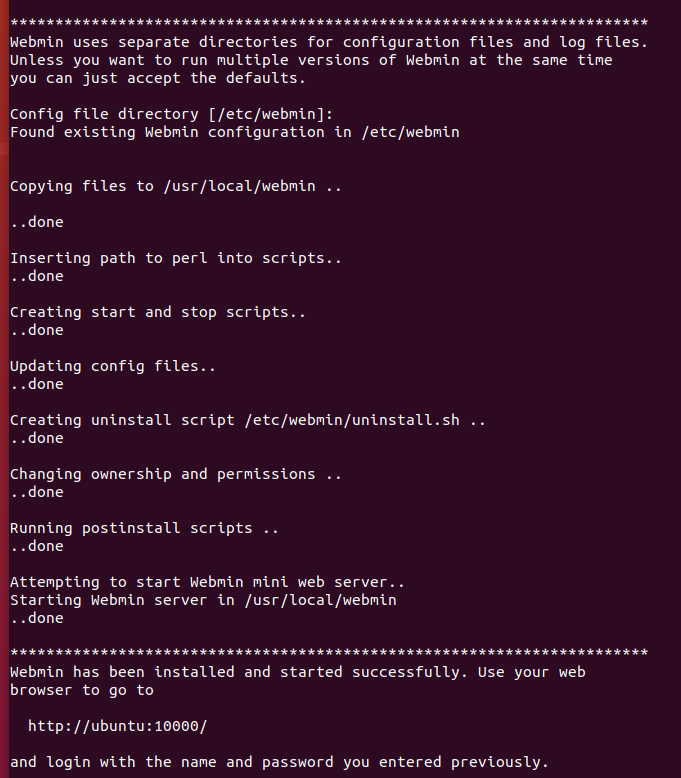 ***********************************************************************
Webmin uses separate directories for configuration files and log files.
Unless you want to run multiple versions of Webmin at the same time
you can just accept the defaults.
Config file directory [/etc/webmin]:
Found existing Webmin configuration in /etc/webmin
Copying files to /usr/local/webmin ..
..done
Inserting path to perl into scripts..
..done
Creating start and stop scripts..
..done
Updating config files..
..done
Creating uninstall script /etc/webmin/uninstall.sh ..
..done
Changing ownership and permissions ..
..done
Running postinstall scripts ..
..done
Attempting to start Webmin mini web server..
Starting Webmin server in /usr/local/webmin
..done
***********************************************************************
Webmin has been installed and started successfully. Use your web
browser to go to
http://ubuntu:10000/
and login with the name and password you entered previously.